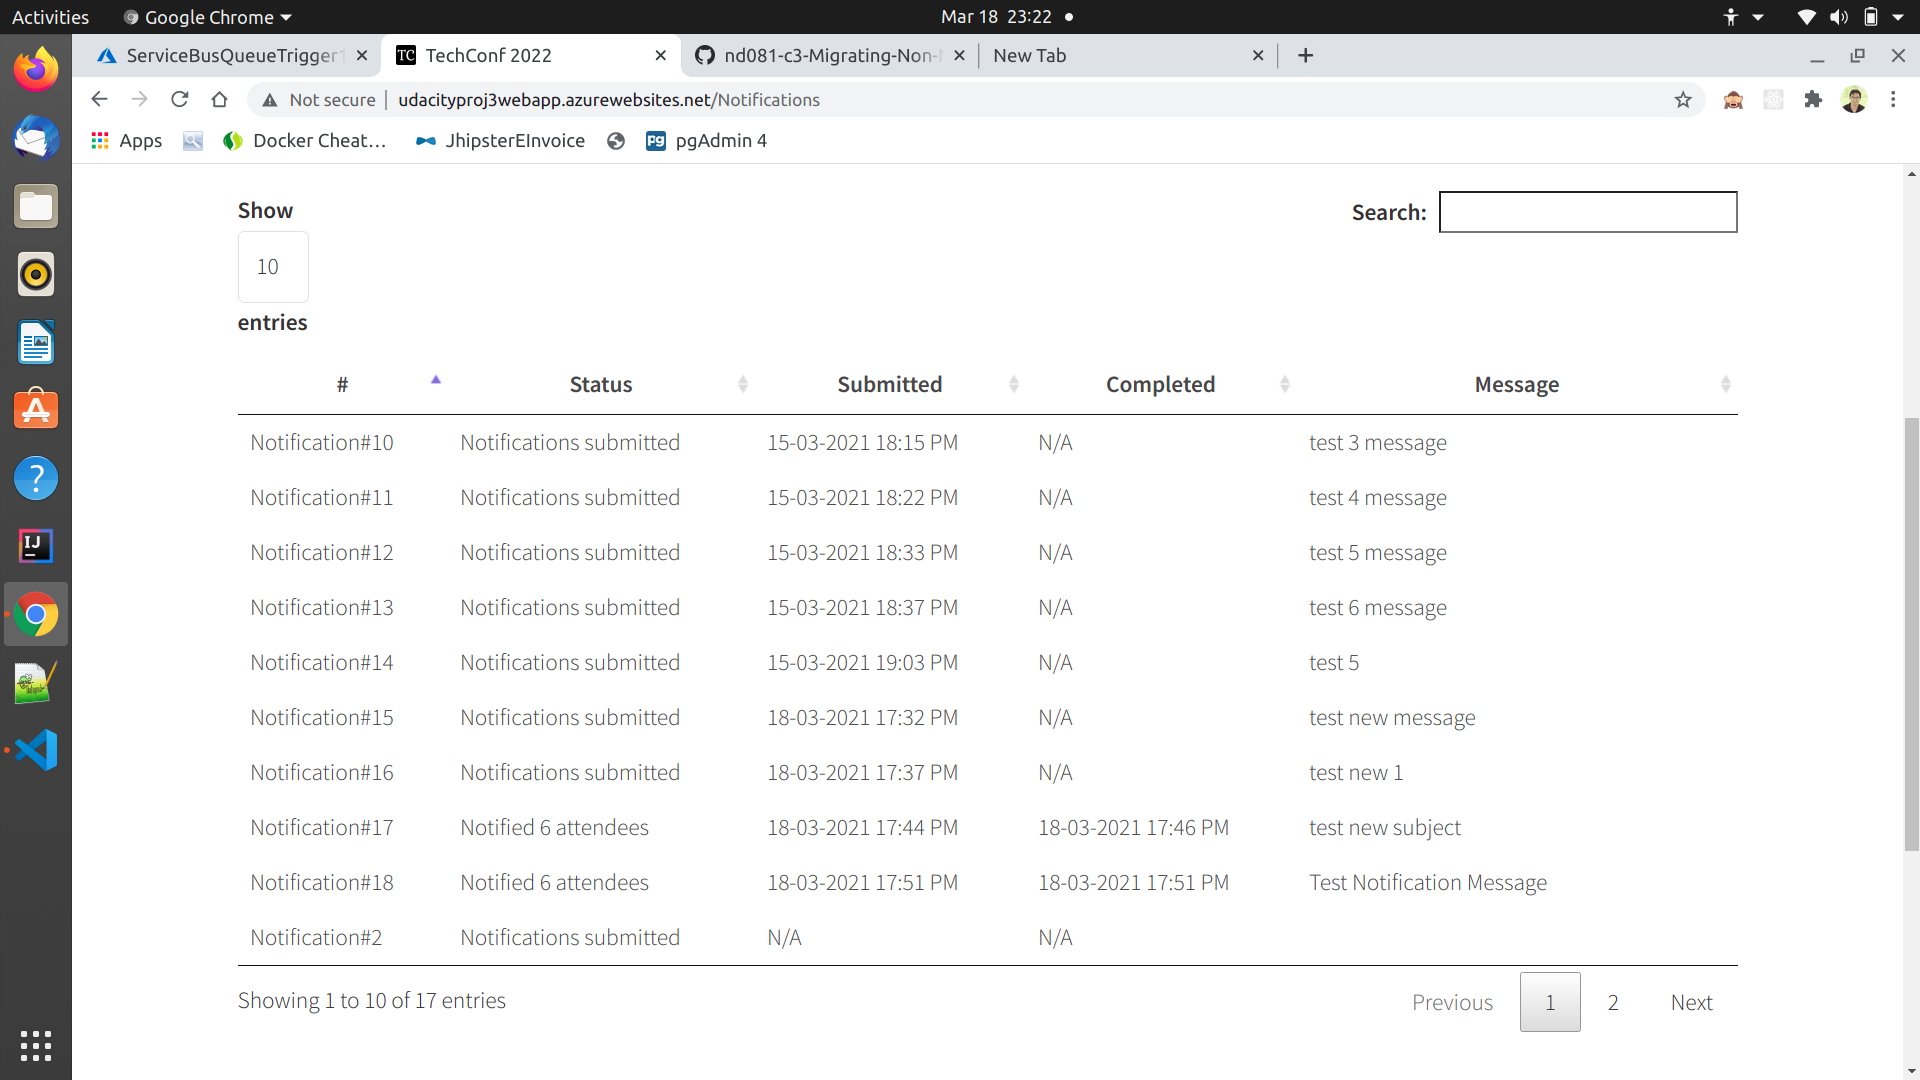 Activities Google Chrome Mar 18 23:22
ServiceBusQueueTrigger1 TC TechConf 2022 nd081-c3-Migrating-Non- New Tab
Not secure udacityproj3webapp.azurewebsites.net/Notifications
Apps Docker Cheat... JhipsterEInvoice pg pgAdmin 4
Show
10
entries
Search:
# Status Submitted Completed Message
Notification#10 Notifications submitted 15-03-2021 18:15 PM N/A test 3 message
Notification#11 Notifications submitted 15-03-2021 18:22 PM N/A test 4 message
Notification#12 Notifications submitted 15-03-2021 18:33 PM N/A test 5 message
Notification#13 Notifications submitted 15-03-2021 18:37 PM N/A test 6 message
Notification#14 Notifications submitted 15-03-2021 19:03 PM N/A test 5
Notification#15 Notifications submitted 18-03-2021 17:32 PM N/A test new message
Notification#16 Notifications submitted 18-03-2021 17:37 PM N/A test new 1
Notification#17 Notified 6 attendees 18-03-2021 17:44 PM 18-03-2021 17:46 PM test new subject
Notification#18 Notified 6 attendees 18-03-2021 17:51 PM 18-03-2021 17:51 PM Test Notification Message
Notification#2 Notifications submitted N/A N/A
Showing 1 to 10 of 17 entries
Previous 1 2 Next
IJ